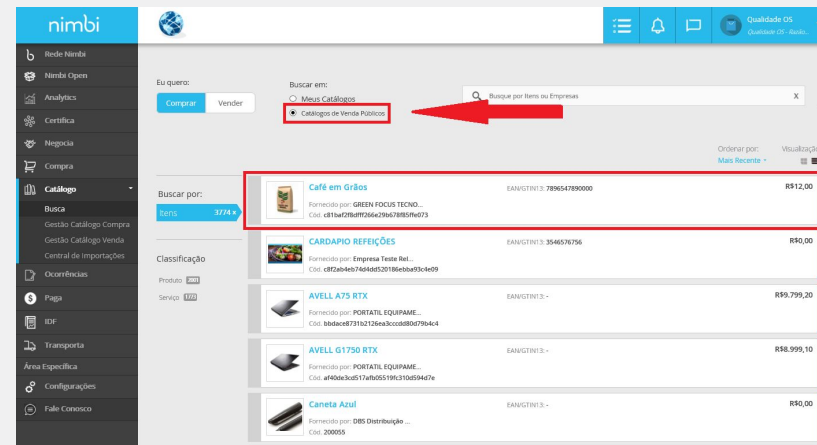 nimbi
Qualidade OS
Qualidade OS - Razão...
Rede Nimbi
Nimbi Open
Analytics
Certifica
Negocia
Compra
Catálogo
Busca
Gestão Catálogo Compra
Gestão Catálogo Venda
Central de Importações
Ocorrências
Paga
IDF
Transporta
Área Específica
Configurações
Fale Conosco
Eu quero:
Comprar Vender
Buscar em:
Meus Catálogos
Catálogos de Venda Públicos
Busque por Itens ou Empresas X
Ordenar por: Visualização
Mais Recente
Buscar por:
Itens 3774 x
Classificação
Produto 2601
Serviço 1173
Café em Grãos EAN/GTIN13: 7896547890000 R$12,00
Fornecido por: GREEN FOCUS TECNO...
Cód. c81baf2f8dfff266e29b678f85ffe073
CARDAPIO REFEIÇÕES EAN/GTIN13: 3546576756 R$0,00
Fornecido por: Empresa Teste Rel...
Cód. c8f2ab4eb74d4dd520186ebba93c4e09
AVELL A75 RTX EAN/GTIN13: - R$9.799,20
Fornecido por: PORTATIL EQUIPAME...
Cód. bbdace8731b2126ea3cccdd80d79b4c4
AVELL G1750 RTX EAN/GTIN13: - R$8.999,10
Fornecido por: PORTATIL EQUIPAME...
Cód. af40de3cd517afb05519fc310d594d7e
Caneta Azul EAN/GTIN13: - R$0,00
Fornecido por: DBS Distribuição ...
Cód. 200055